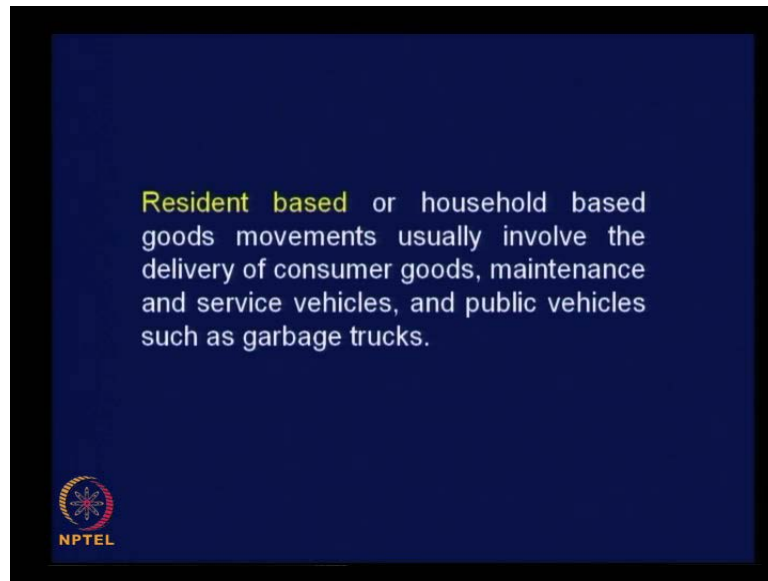 Resident based or household based
goods movements usually involve the
delivery of consumer goods, maintenance
and service vehicles, and public vehicles
such as garbage trucks.
NPTEL